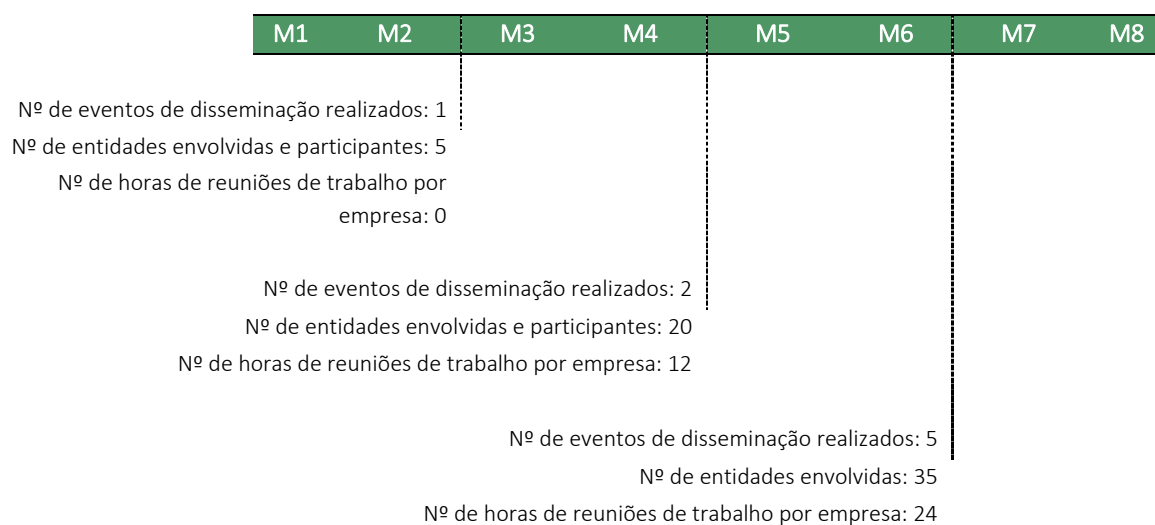 M1 M2 M3 M4 M5 M6 M7 M8
Nº de eventos de disseminação realizados: 1
Nº de entidades envolvidas e participantes: 5
Nº de horas de reuniões de trabalho por
empresa: 0
Nº de eventos de disseminação realizados: 2
Nº de entidades envolvidas e participantes: 20
Nº de horas de reuniões de trabalho por empresa: 12
Nº de eventos de disseminação realizados: 5
Nº de entidades envolvidas: 35
Nº de horas de reuniões de trabalho por empresa: 24